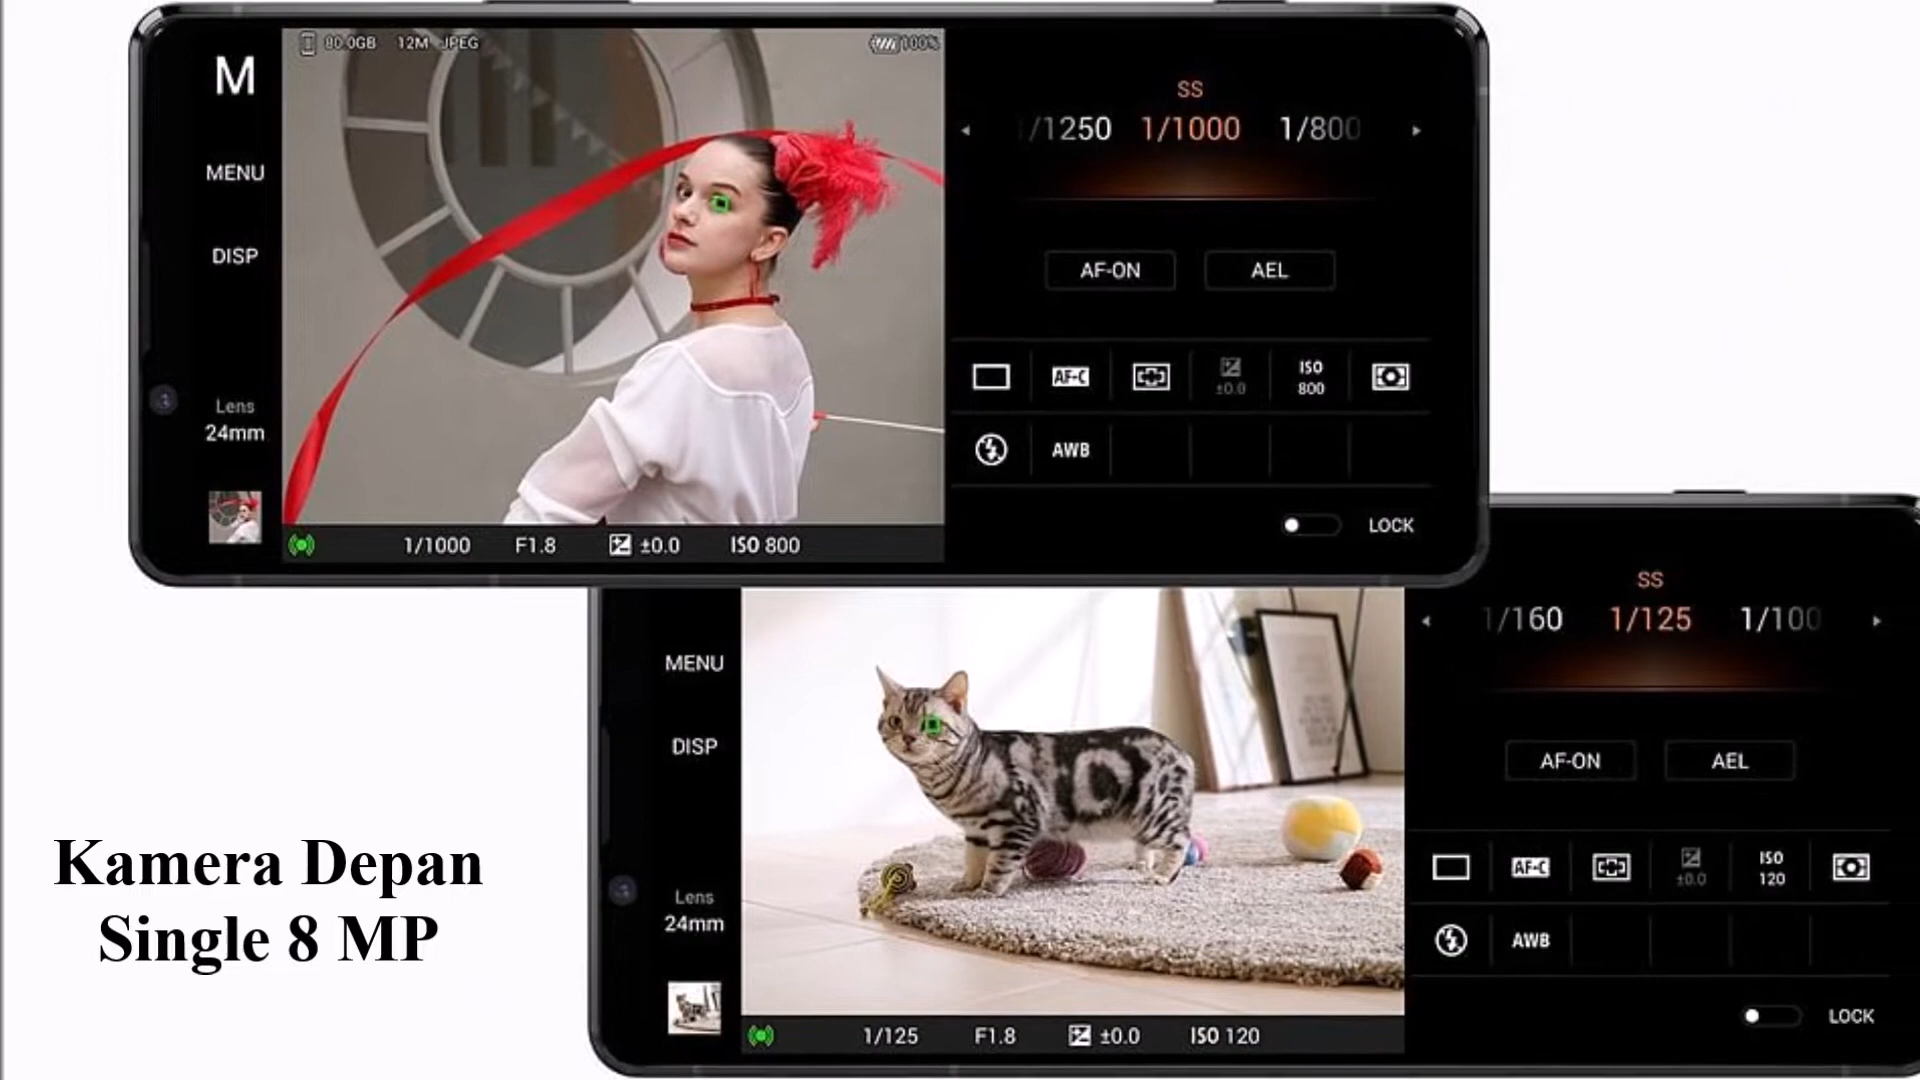 80.0GB 12M JPEG 100%
M
MENU
DISP
Lens
24mm
SS
1/1250 1/1000 1/800
AF-ON AEL
AF-C ±0.0 ISO 800
AWB
LOCK
1/1000 F1.8 ±0.0 ISO 800
MENU
DISP
Lens
24mm
SS
1/160 1/125 1/100
AF-ON AEL
AF-C ±0.0 ISO 120
AWB
LOCK
1/125 F1.8 ±0.0 ISO 120
Kamera Depan
Single 8 MP